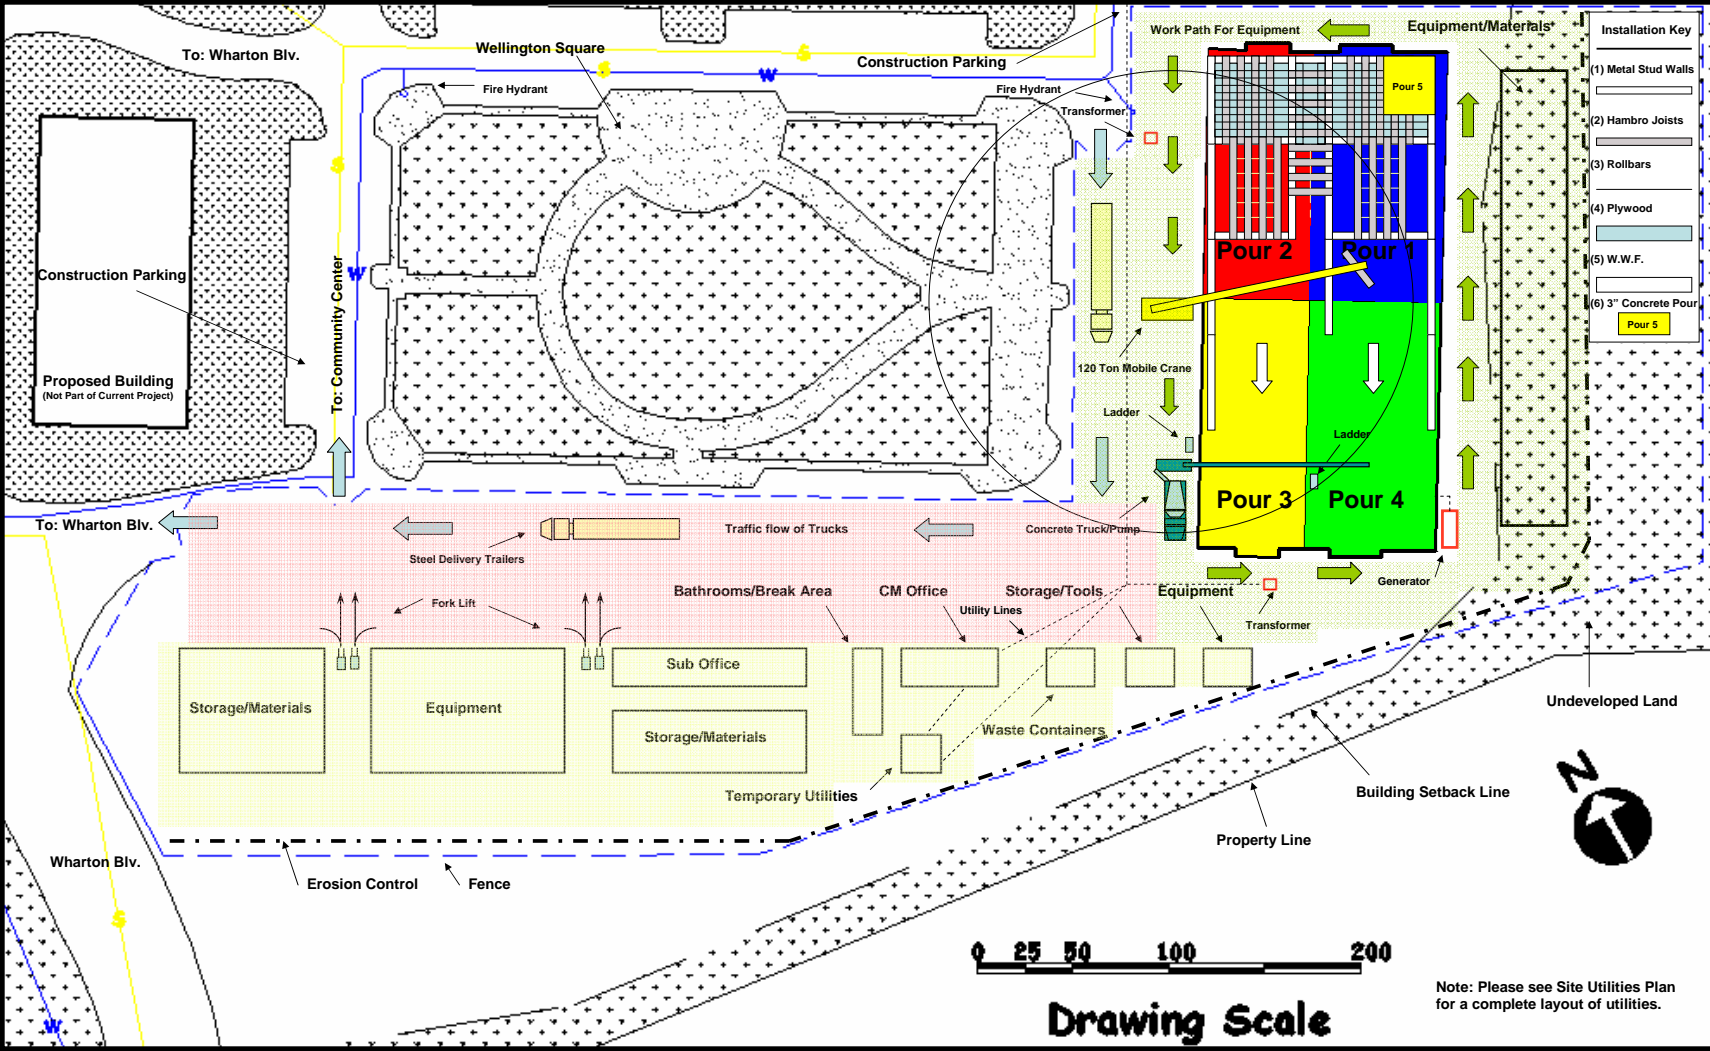 To: Wharton Blv.
Wellington Square
Construction Parking
Work Path For Equipment
Equipment/Materials
Installation Key
(1) Metal Stud Walls
(2) Hambro Joists
(3) Rollbars
(4) Plywood
(5) W.W.F.
(6) 3" Concrete Pour
Pour 5
Fire Hydrant
Fire Hydrant
Transformer
Pour 5
S
S
S
W
W
Pour 2
Pour 1
Construction Parking
To: Community Center
Proposed Building
(Not Part of Current Project)
120 Ton Mobile Crane
Ladder
Ladder
Pour 3
Pour 4
To: Wharton Blv.
Traffic flow of Trucks
Concrete Truck/Pump
Steel Delivery Trailers
Fork Lift
Bathrooms/Break Area
CM Office
Storage/Tools
Equipment
Generator
Utility Lines
Transformer
Sub Office
Storage/Materials
Equipment
Storage/Materials
Waste Containers
Temporary Utilities
Undeveloped Land
Building Setback Line
Property Line
N
Wharton Blv.
Erosion Control
Fence
S
W
0 25 50 100 200
Drawing Scale
Note: Please see Site Utilities Plan
for a complete layout of utilities.